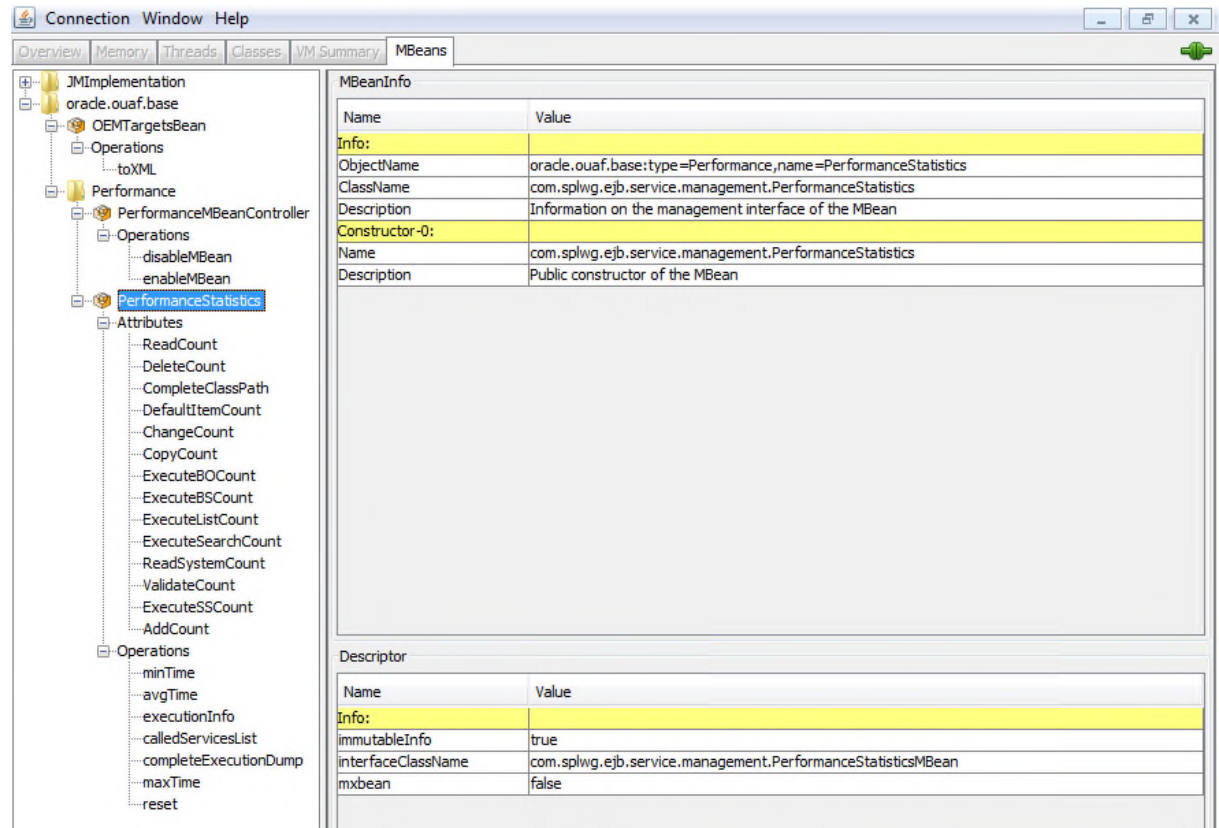 Connection Window Help
Overview Memory Threads Classes VM Summary MBeans
JMImplementation
oracle.ouaf.base
OEMTargetsBean
Operations
toXML
Performance
PerformanceMBeanController
Operations
disableMBean
enableMBean
PerformanceStatistics
Attributes
ReadCount
DeleteCount
CompleteClassPath
DefaultItemCount
ChangeCount
CopyCount
ExecuteBOCount
ExecuteBSCount
ExecuteListCount
ExecuteSearchCount
ReadSystemCount
ValidateCount
ExecuteSSCount
AddCount
Operations
minTime
avgTime
executionInfo
calledServicesList
completeExecutionDump
maxTime
reset
MBeanInfo
Name Value
Info:
ObjectName oracle.ouaf.base:type=Performance,name=PerformanceStatistics
ClassName com.splwg.ejb.service.management.PerformanceStatistics
Description Information on the management interface of the MBean
Constructor-0:
Name com.splwg.ejb.service.management.PerformanceStatistics
Description Public constructor of the MBean
Descriptor
Name Value
Info:
immutableInfo true
interfaceClassName com.splwg.ejb.service.management.PerformanceStatisticsMBean
mxbean false